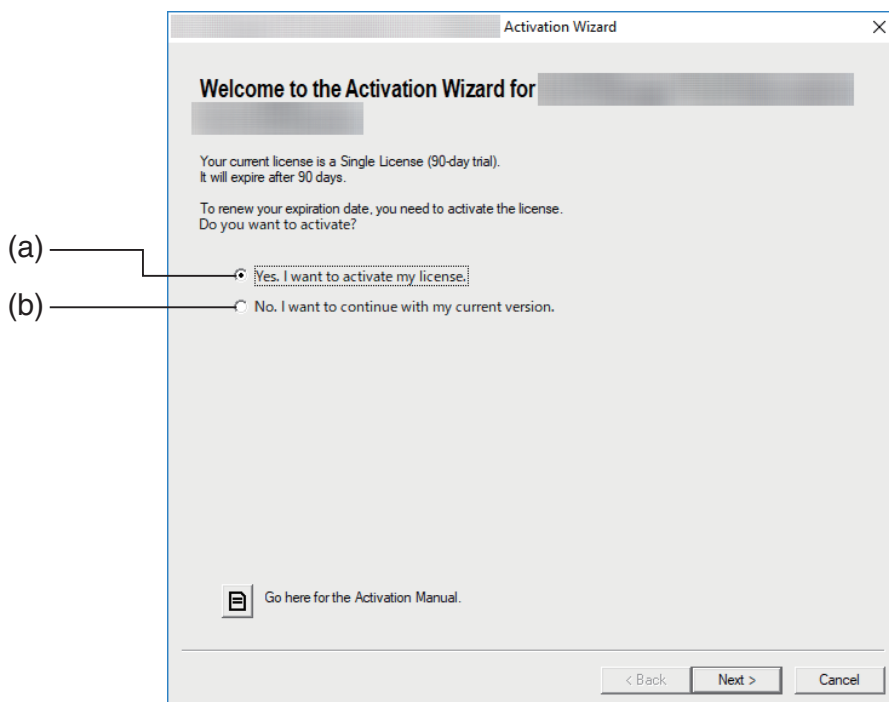 Activation Wizard
Welcome to the Activation Wizard for
Your current license is a Single License (90-day trial).
It will expire after 90 days.
To renew your expiration date, you need to activate the license.
Do you want to activate?
(a)
Yes. I want to activate my license.
(b)
No. I want to continue with my current version.
Go here for the Activation Manual.
< Back
Next >
Cancel